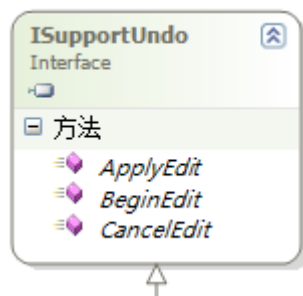 ISupportUndo
Interface
方法
ApplyEdit
BeginEdit
CancelEdit